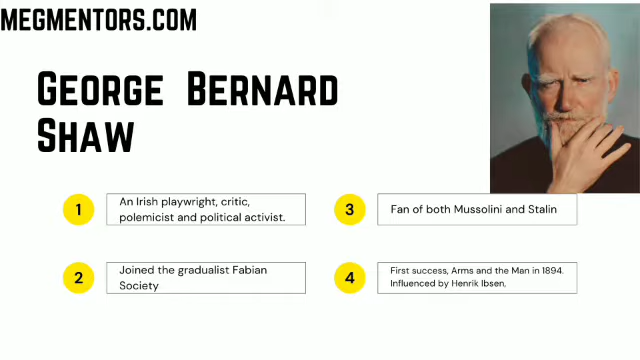 MEGMENTORS.COM
GEORGE BERNARD
SHAW
1
An Irish playwright, critic,
polemicist and political activist.
2
Joined the gradualist Fabian
Society
3
Fan of both Mussolini and Stalin
4
First success, Arms and the Man in 1894.
Influenced by Henrik Ibsen,